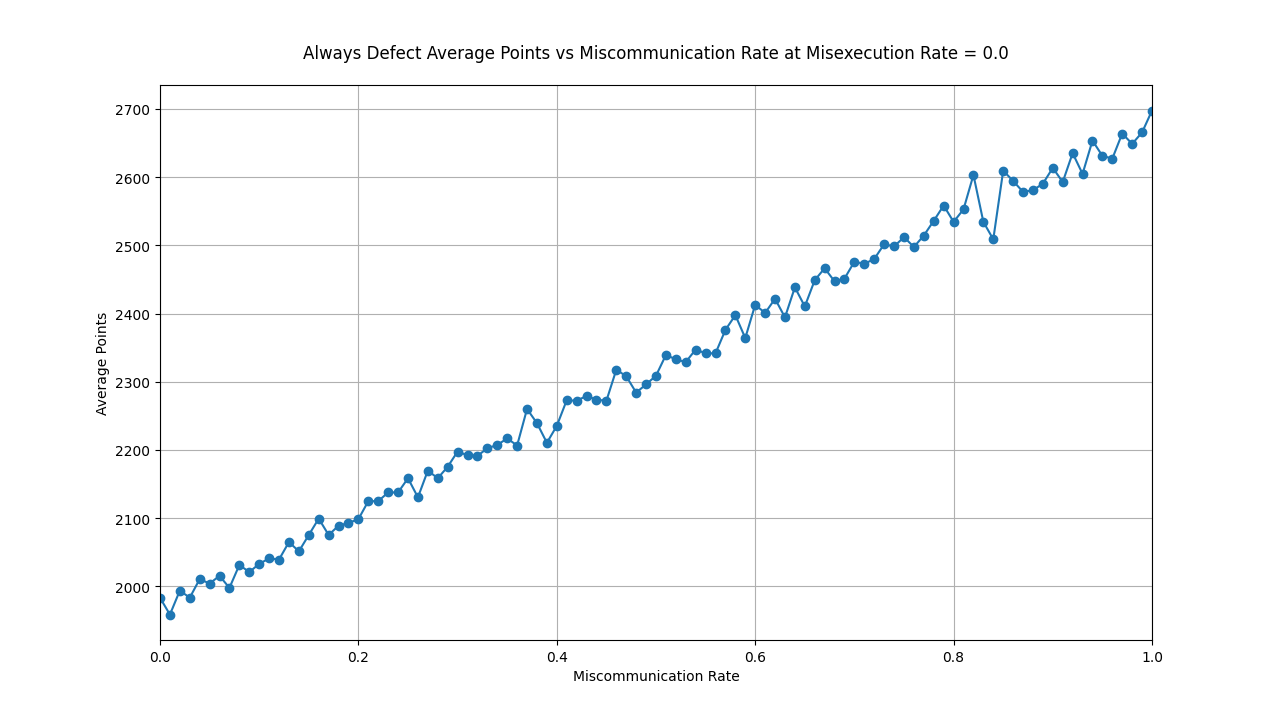 Always Defect Average Points vs Miscommunication Rate at Misexecution Rate = 0.0
2700
2600
2500
2400
2300
2200
2100
2000
Average Points
0.0 0.2 0.4 0.6 0.8 1.0
Miscommunication Rate